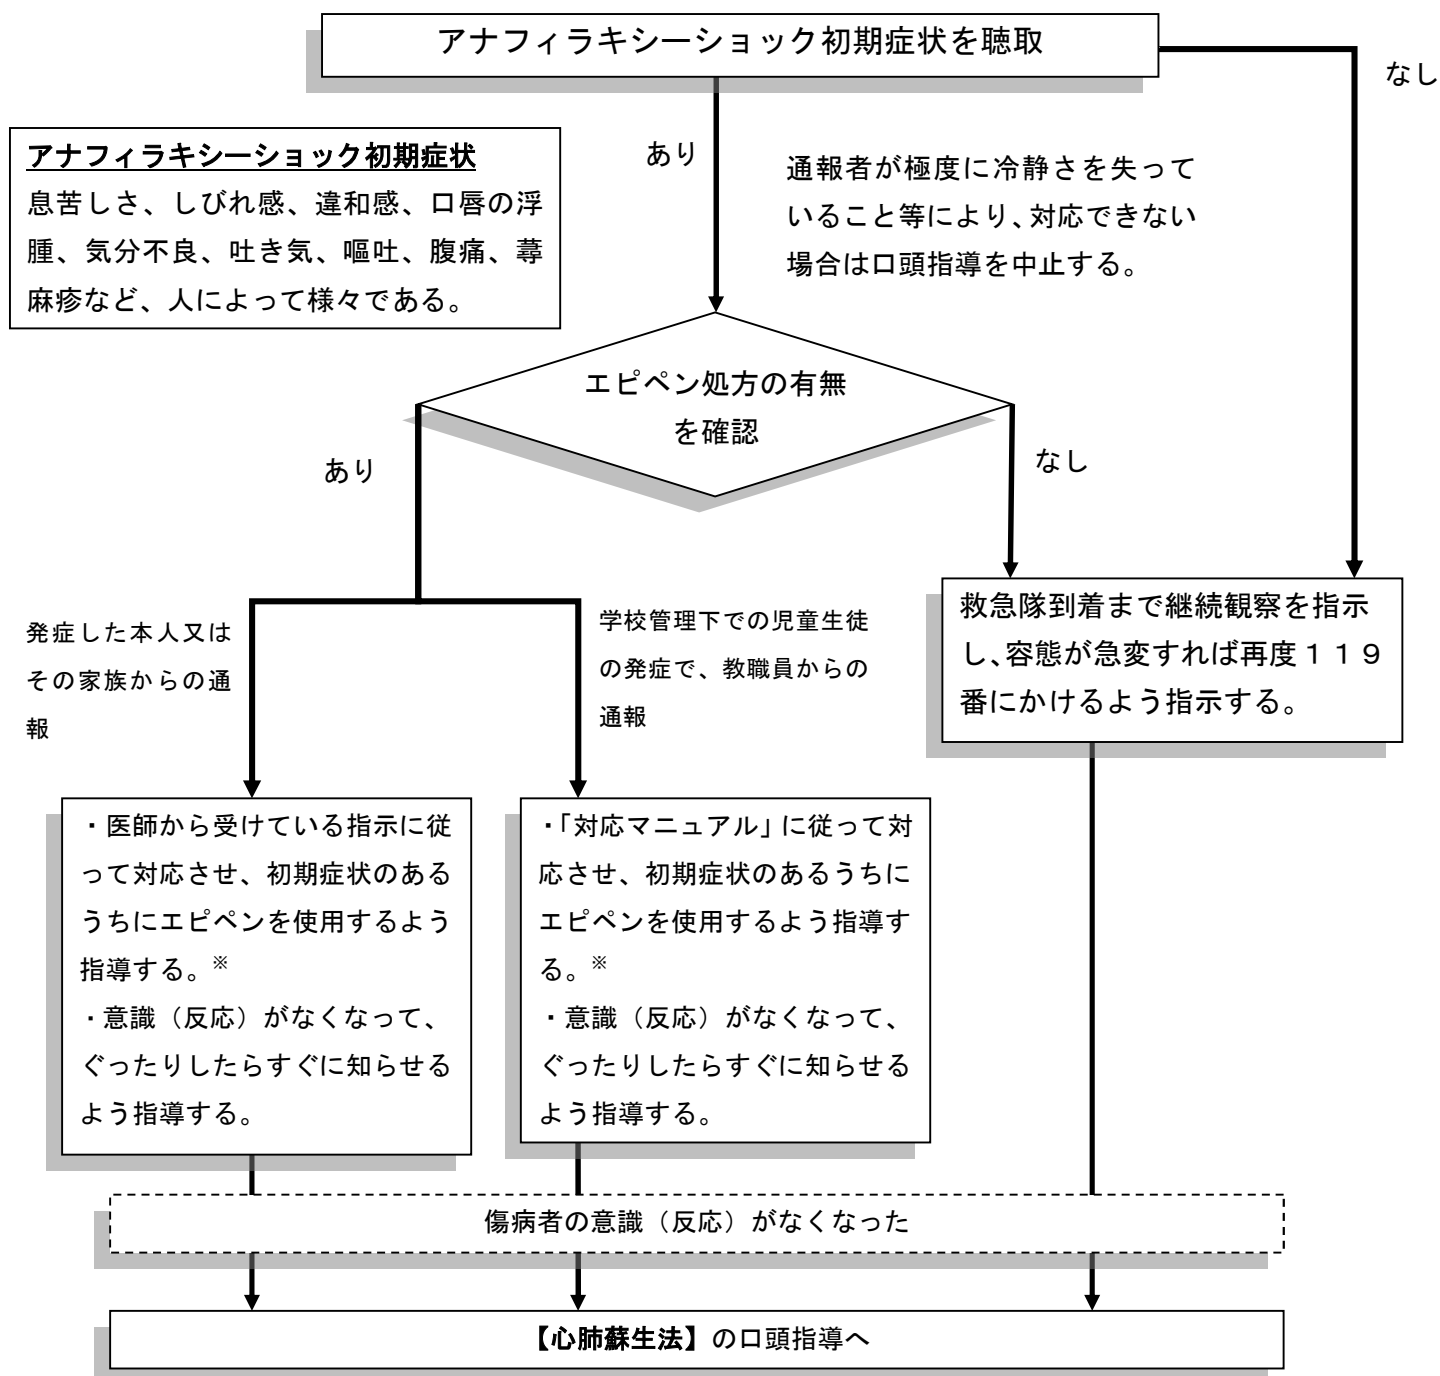 アナフィラキシーショック初期症状を聴取
なし
アナフィラキシーショック初期症状
息苦しさ、しびれ感、違和感、口唇の浮
腫、気分不良、吐き気、嘔吐、腹痛、蕁
麻疹など、人によって様々である。
あり
通報者が極度に冷静さを失って
いること等により、対応できない
場合は口頭指導を中止する。
エピペン処方の有無
を確認
あり
なし
発症した本人又は
その家族からの通
報
学校管理下での児童生徒
の発症で、教職員からの
通報
救急隊到着まで継続観察を指示
し、容態が急変すれば再度１１９
番にかけるよう指示する。
・医師から受けている指示に従
って対応させ、初期症状のある
うちにエピペンを使用するよう
指導する。※
・意識（反応）がなくなって、
ぐったりしたらすぐに知らせる
よう指導する。
・「対応マニュアル」に従って対
応させ、初期症状のあるうちに
エピペンを使用するよう指導す
る。※
・意識（反応）がなくなって、
ぐったりしたらすぐに知らせる
よう指導する。
傷病者の意識（反応）がなくなった
【心肺蘇生法】の口頭指導へ